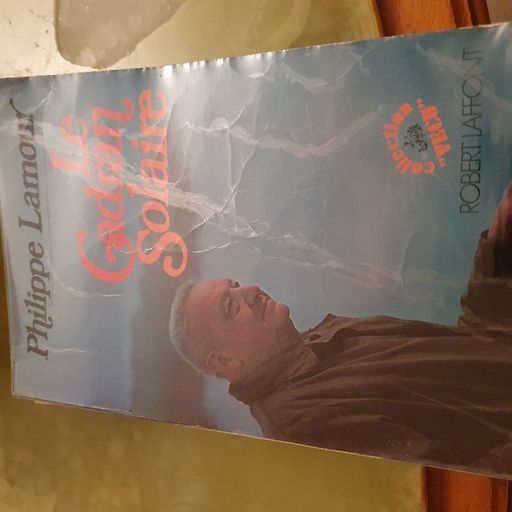 Philippe Lamour
Le
Cadran
Solaire
Collection
"VÉCU"
ROBERT LAFFONT